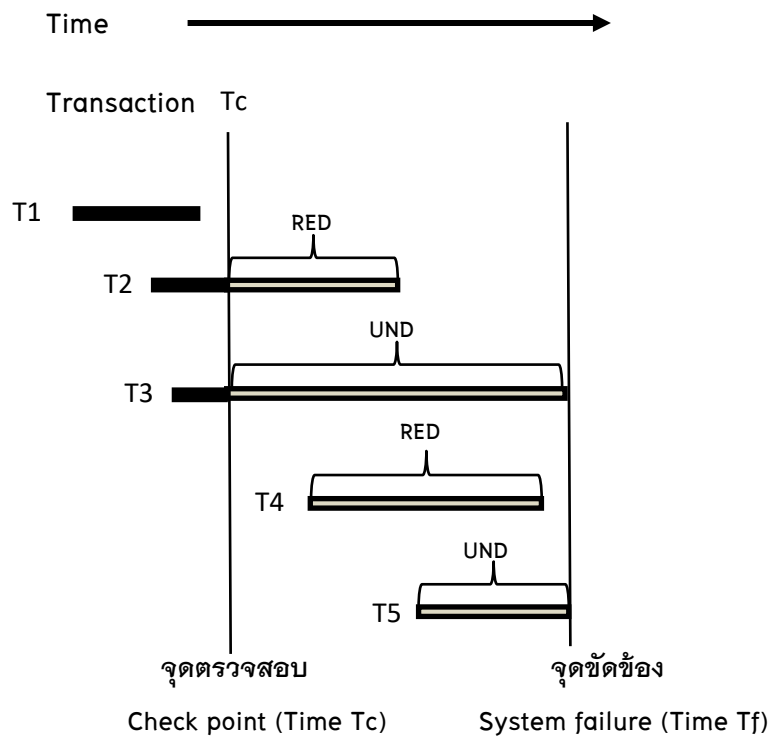 Time
Transaction Tc
T1
RED
T2
UND
T3
RED
T4
UND
T5
จุดตรวจสอบ จุดขัดข้อง
Check point (Time Tc) System failure (Time Tf)